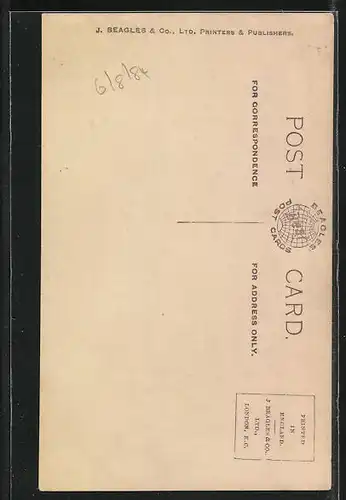 J. BEAGLES & Co., LTD, PRINTERS & PUBLISHERS.
6/8/84
POST CARD.
BEAGLES
POST CARDS
FOR CORRESPONDENCE
FOR ADDRESS ONLY.
PRINTED
IN
ENGLAND.
J BEAGLES & CO.
LTD.,
LONDON, E.C.